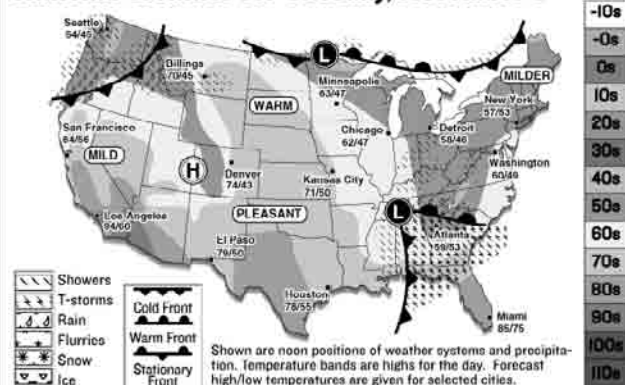 Seattle
54/45
Billings
70/45
Minneapolis
63/47
MILDER
New York
57/53
WARM
San Francisco
64/56
Chicago
62/47
Detroit
58/46
MILD
H
L
Denver
74/43
Kansas City
71/50
Washington
60/49
Los Angeles
94/60
PLEASANT
L
Atlanta
59/53
El Paso
79/50
Houston
78/55
Miami
85/75
Showers
T-storms
Rain
Flurries
Snow
Ice
Cold Front
Warm Front
Stationary
Front
Shown are noon positions of weather systems and precipita-
tion. Temperature bands are highs for the day. Forecast
high/low temperatures are given for selected cities.
-10s
-0s
0s
10s
20s
30s
40s
50s
60s
70s
80s
90s
100s
110s